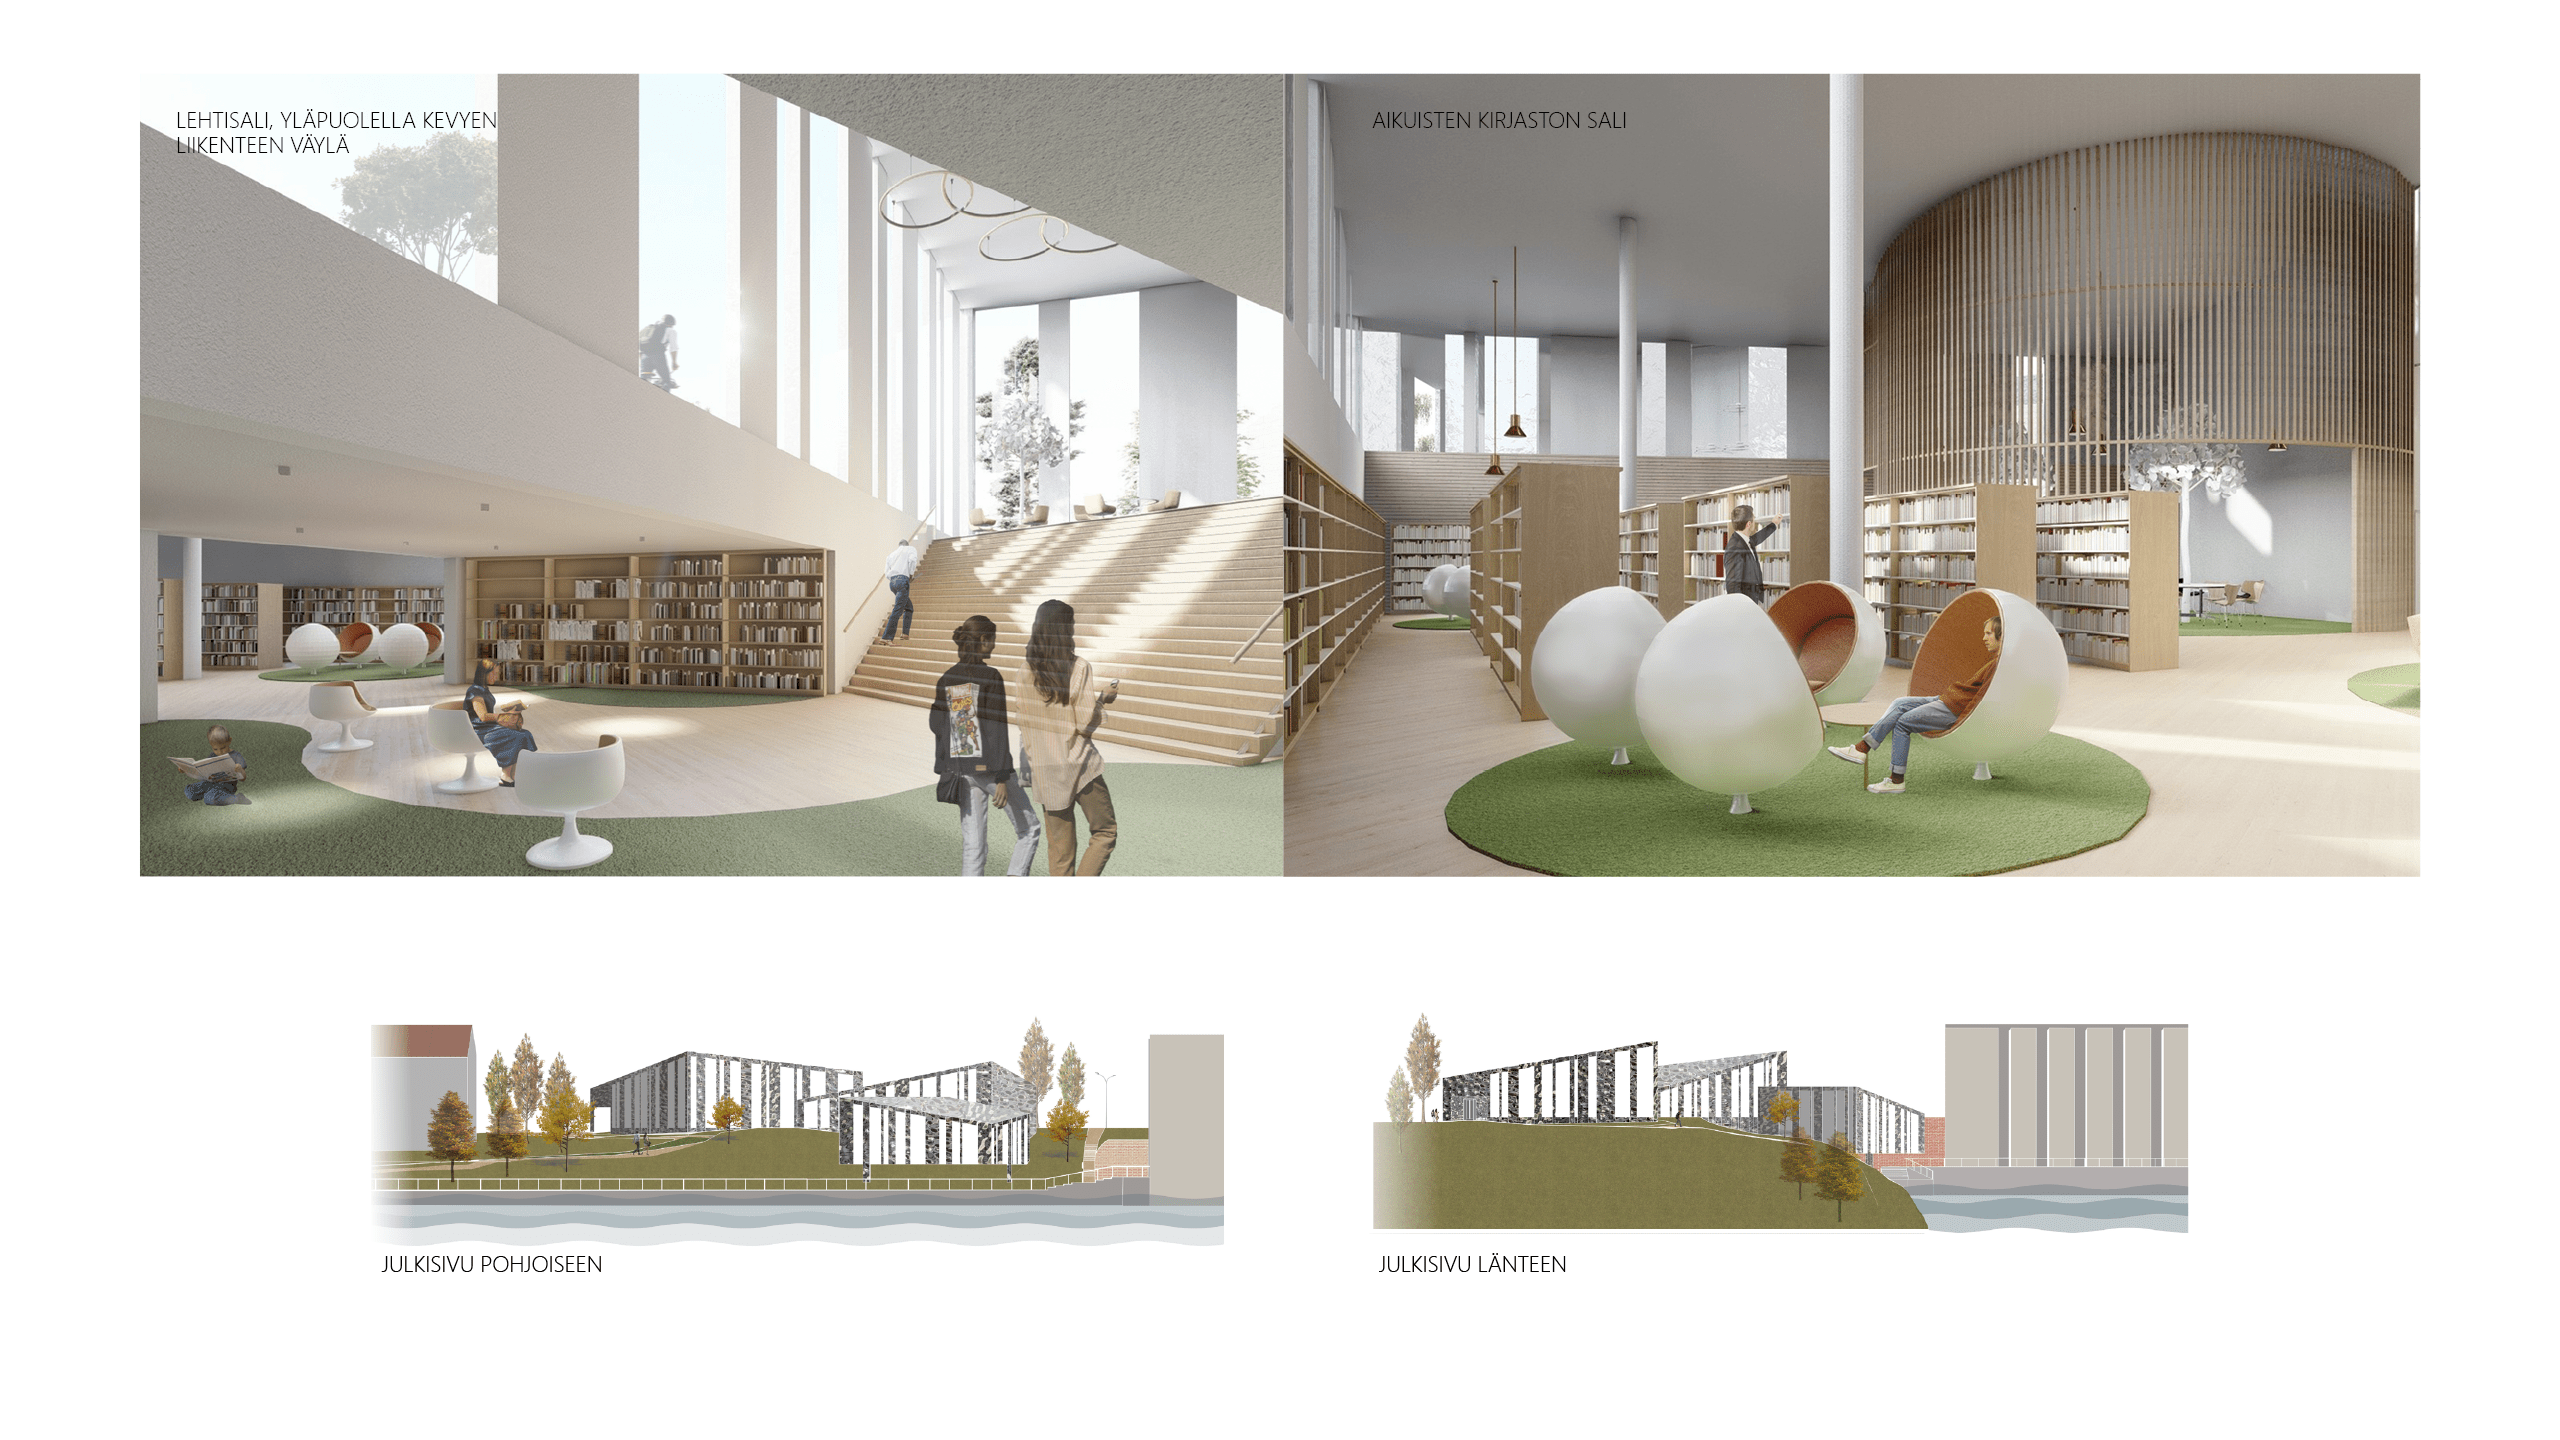 LEHTISALI, YLÄPUOLELLA KEVYEN
LIIKENTEEN VÄYLÄ
AIKUISTEN KIRJASTON SALI
JULKISIVU POHJOISEEN
JULKISIVU LÄNTEEN